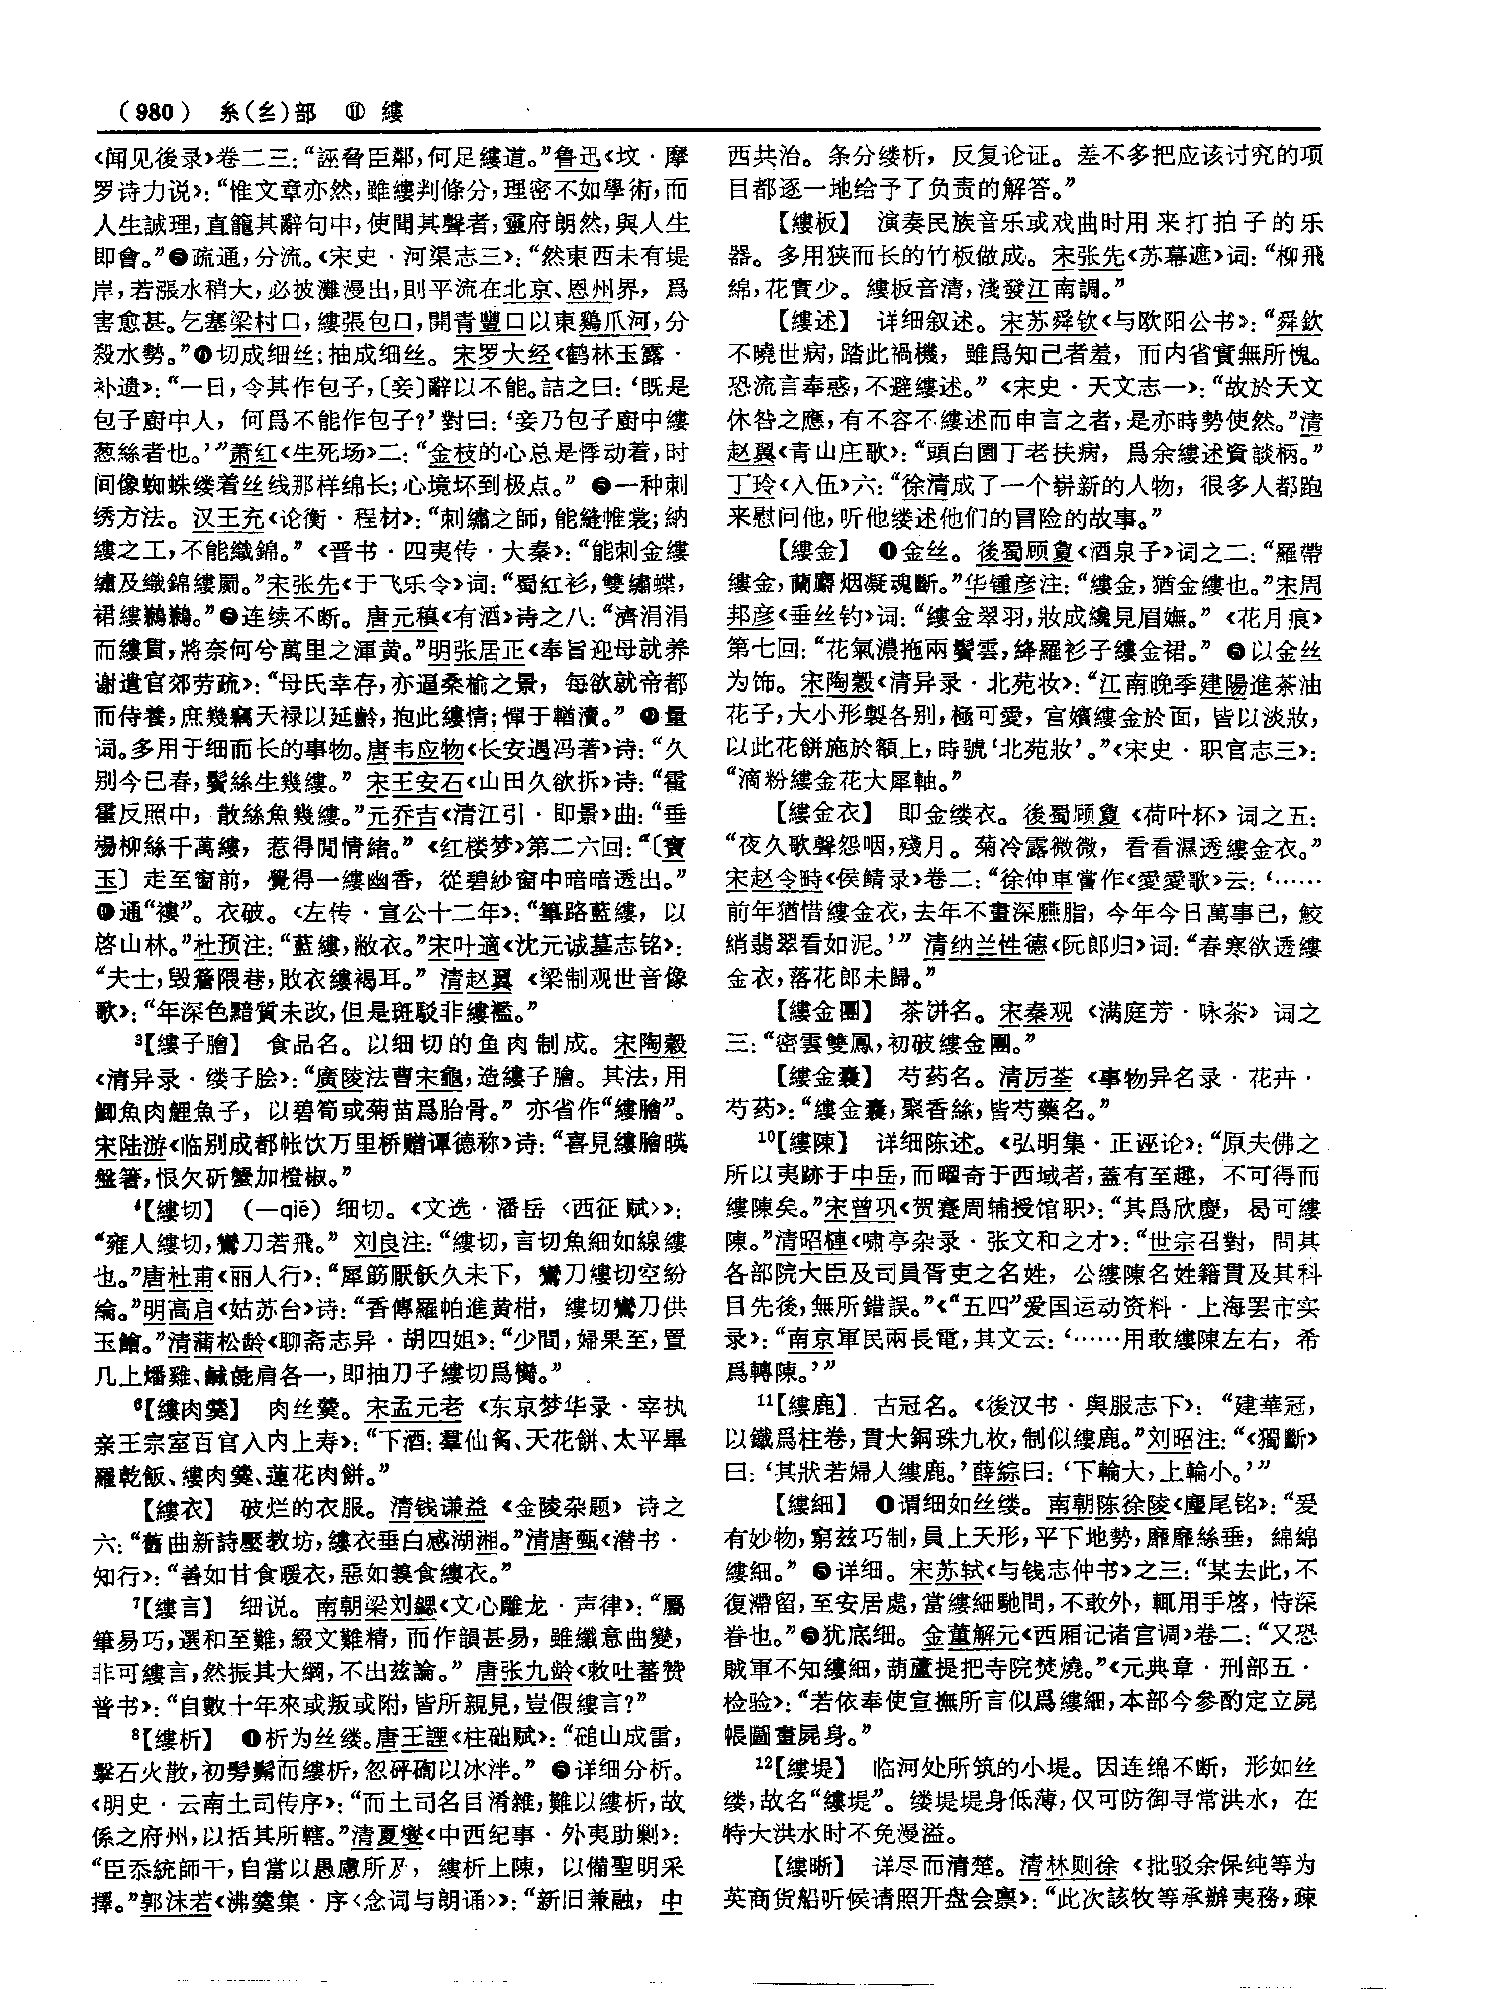 （980） 糸(纟)部 ⑪ 縷
《闻见後录》卷二三：“誣脅臣鄰，何足縷道。”鲁迅《坟·摩
罗诗力说》：“惟文章亦然，雖縷判條分，理密不如學術，而
人生誠理，直籠其辭句中，使聞其聲者，靈府朗然，與人生
即會。”❺疏通，分流。《宋史·河渠志三》：“然東西未有堤
岸，若漲水稍大，必披灘漫出，則平流在北京、恩州界，爲
害愈甚。乞塞梁村口，縷張包口，開青豐口以東鷄爪河，分
殺水勢。”❻切成细丝；抽成细丝。宋罗大经《鹤林玉露·
补遗》：“一日，令其作包子，〔妾〕辭以不能。詰之曰：‘既是
包子廚中人，何爲不能作包子？’對曰：‘妾乃包子廚中縷
葱絲者也。’”萧红《生死场》二：“金枝的心总是悸动着，时
间像蜘蛛缕着丝线那样绵长；心境坏到极点。” 一种刺
绣方法。汉王充《论衡·程材》：“刺繡之師，能縫帷裳；納
縷之工，不能織錦。”《晋书·四夷传·大秦》：“能刺金縷
繡及織錦縷罽。”宋张先《于飞乐令》词：“蜀紅衫，雙繡蝶，
裙縷鶼鶼。” 连续不断。唐元稹《有酒》诗之八：“濟涓涓
而縷貫，將奈何兮萬里之渾黄。”明张居正《奉旨迎母就养
谢遣官郊劳疏》：“母氏幸存，亦逼桑榆之景，每欲就帝都
而侍養，庶幾竊天禄以延齡，抱此縷情；憚于輶瀆。” 量
词。多用于细而长的事物。唐韦应物《长安遇冯著》诗：“久
别今已春，鬢絲生幾縷。” 宋王安石《山田久欲拆》诗：“霍
霍反照中，散絲魚幾縷。”元乔吉《清江引·即景》曲：“垂
楊柳絲千萬縷，惹得閒情緒。”《红楼梦》第二六回：“〔寶
玉〕走至窗前，覺得一縷幽香，從碧紗窗中暗暗透出。”
通“褸”。衣破。《左传·宣公十二年》：“篳路藍縷，以
啓山林。”杜预注：“藍縷，敝衣。”宋叶適《沈元诚墓志铭》：
“夫士，毁簷隈巷，敗衣縷褐耳。” 清赵翼《梁制观世音像
歌》：“年深色黯質未改，但是斑駁非縷襤。”
3【縷子膾】 食品名。以细切的鱼肉制成。宋陶穀
《清异录·缕子脍》：“廣陵法曹宋龜，造縷子膾。其法，用
鯽魚肉鯉魚子，以碧筍或菊苗爲胎骨。”亦省作“縷膾”。
宋陆游《临别成都帐饮万里桥赠谭德称》诗：“喜見縷膾暎
盤箸，恨欠斫蟹加橙椒。”
4【縷切】 （—qiē）细切。《文选·潘岳〈西征赋〉》：
“雍人縷切，鸞刀若飛。” 刘良注：“縷切，言切魚細如線縷
也。”唐杜甫《丽人行》：“犀筯厭飫久未下，鸞刀縷切空紛
綸。”明高启《姑苏台》诗：“香傳羅帕進黄柑，縷切鸞刀供
玉鱠。”清蒲松龄《聊斋志异·胡四姐》：“少間，婦果至，置
几上燔雞、鹹彘肩各一，即抽刀子縷切爲臠。”
6【縷肉羹】 肉丝羹。宋孟元老《东京梦华录·宰执
亲王宗室百官入内上寿》：“下酒：羣仙炙、天花餅、太平畢
羅乾飯、縷肉羹、蓮花肉餅。”
【縷衣】 破烂的衣服。清钱谦益《金陵杂题》诗之
六：“舊曲新詩壓教坊，縷衣垂白感湖湘。”清唐甄《潜书·
知行》：“善如甘食暖衣，惡如糗食縷衣。”
7【縷言】 细说。南朝梁刘勰《文心雕龙·声律》：“屬
筆易巧，選和至難，綴文難精，而作韻甚易，雖纖意曲變，
非可縷言，然振其大綱，不出兹論。” 唐张九龄《敕吐蕃赞
普书》：“自數十年來或叛或附，皆所親見，豈假縷言？”
8【縷析】 ❶析为丝缕。唐王諲《柱础赋》：“磓山成雷，
擊石火散，初髣髴而縷析，忽砰磤以冰泮。” ❷详细分析。
《明史·云南土司传序》：“而土司名目淆雜，難以縷析，故
係之府州，以括其所轄。”清夏燮《中西纪事·外夷助剿》：
“臣忝統師干，自當以愚慮所及，縷析上陳，以備聖明采
擇。”郭沫若《沸羹集·序〈念词与朗诵〉》：“新旧兼融，中
西共治。条分缕析，反复论证。差不多把应该讨究的项
目都逐一地给予了负责的解答。”
【縷板】 演奏民族音乐或戏曲时用来打拍子的乐
器。多用狭而长的竹板做成。宋张先《苏幕遮》词：“柳飛
綿，花實少。縷板音清，淺發江南調。”
【縷述】 详细叙述。宋苏舜钦《与欧阳公书》：“舜欽
不曉世病，踏此禍機，雖爲知己者羞，而内省實無所愧。
恐流言奉惑，不避縷述。”《宋史·天文志一》：“故於天文
休咎之應，有不容不縷述而申言之者，是亦時勢使然。”清
赵翼《青山庄歌》：“頭白園丁老扶病，爲余縷述資談柄。”
丁玲《入伍》六：“徐清成了一个崭新的人物，很多人都跑
来慰问他，听他缕述他们的冒险的故事。”
【縷金】 ❶金丝。後蜀顾敻《酒泉子》词之二：“羅帶
縷金，蘭麝烟凝魂斷。”华锺彦注：“縷金，猶金縷也。”宋周
邦彦《垂丝钓》词：“縷金翠羽，妝成纔見眉嫵。”《花月痕》
第七回：“花氣濃拖兩鬢雲，絳羅衫子縷金裙。” ❷以金丝
为饰。宋陶穀《清异录·北苑妆》：“江南晚季建陽進茶油
花子，大小形製各别，極可愛，宫嬪縷金於面，皆以淡妝，
以此花餅施於額上，時號‘北苑妝’。”《宋史·职官志三》：
“滴粉縷金花大犀軸。”
【縷金衣】 即金缕衣。後蜀顾敻《荷叶杯》词之五：
“夜久歌聲怨咽，殘月。菊冷露微微，看看濕透縷金衣。”
宋赵令畤《侯鲭录》卷二：“徐仲車嘗作《愛愛歌》云：‘……
前年猶惜縷金衣，去年不畫深臙脂，今年今日萬事已，鮫
綃翡翠看如泥。’” 清纳兰性德《阮郎归》词：“春寒欲透縷
金衣，落花郎未歸。”
【縷金團】 茶饼名。宋秦观《满庭芳·咏茶》词之
三：“密雲雙鳳，初破縷金團。”
【縷金囊】 芍药名。清厉荃《事物异名录·花卉·
芍药》：“縷金囊，聚香絲，皆芍藥名。”
10【縷陳】 详细陈述。《弘明集·正诬论》：“原夫佛之
所以夷跡于中岳，而曜奇于西域者，蓋有至趣，不可得而
縷陳矣。”宋曾巩《贺蹇周辅授馆职》：“其爲欣慶，曷可縷
陳。”清昭槤《啸亭杂录·张文和之才》：“世宗召對，問其
各部院大臣及司員胥吏之名姓，公縷陳名姓籍貫及其科
目先後，無所錯誤。”《“五四”爱国运动资料·上海罢市实
录》：“南京軍民兩長電，其文云：‘……用敢縷陳左右，希
爲轉陳。’”
11【縷鹿】 古冠名。《後汉书·舆服志下》：“建華冠，
以鐵爲柱卷，貫大銅珠九枚，制似縷鹿。”刘昭注：“《獨斷》
曰：‘其狀若婦人縷鹿。’薛綜曰：‘下輪大，上輪小。’”
【縷細】 ❶谓细如丝缕。南朝陈徐陵《麈尾铭》：“爰
有妙物，窮兹巧制，員上天形，平下地勢，靡靡絲垂，綿綿
縷細。” ❷详细。宋苏轼《与钱志仲书》之三：“某去此，不
復滯留，至安居處，當縷細馳問，不敢外，輒用手啓，恃深
眷也。”❸犹底细。金董解元《西厢记诸宫调》卷二：“又恐
賊軍不知縷細，葫蘆提把寺院焚燒。”《元典章·刑部五·
检验》：“若依奉使宣撫所言似爲縷細，本部今參酌定立屍
帳圖畫屍身。”
12【縷堤】 临河处所筑的小堤。因连绵不断，形如丝
缕，故名“縷堤”。缕堤堤身低薄，仅可防御寻常洪水，在
特大洪水时不免漫溢。
【縷晰】 详尽而清楚。清林则徐《批驳余保纯等为
英商货船听候请照开盘会禀》：“此次該牧等承辦夷務，疎